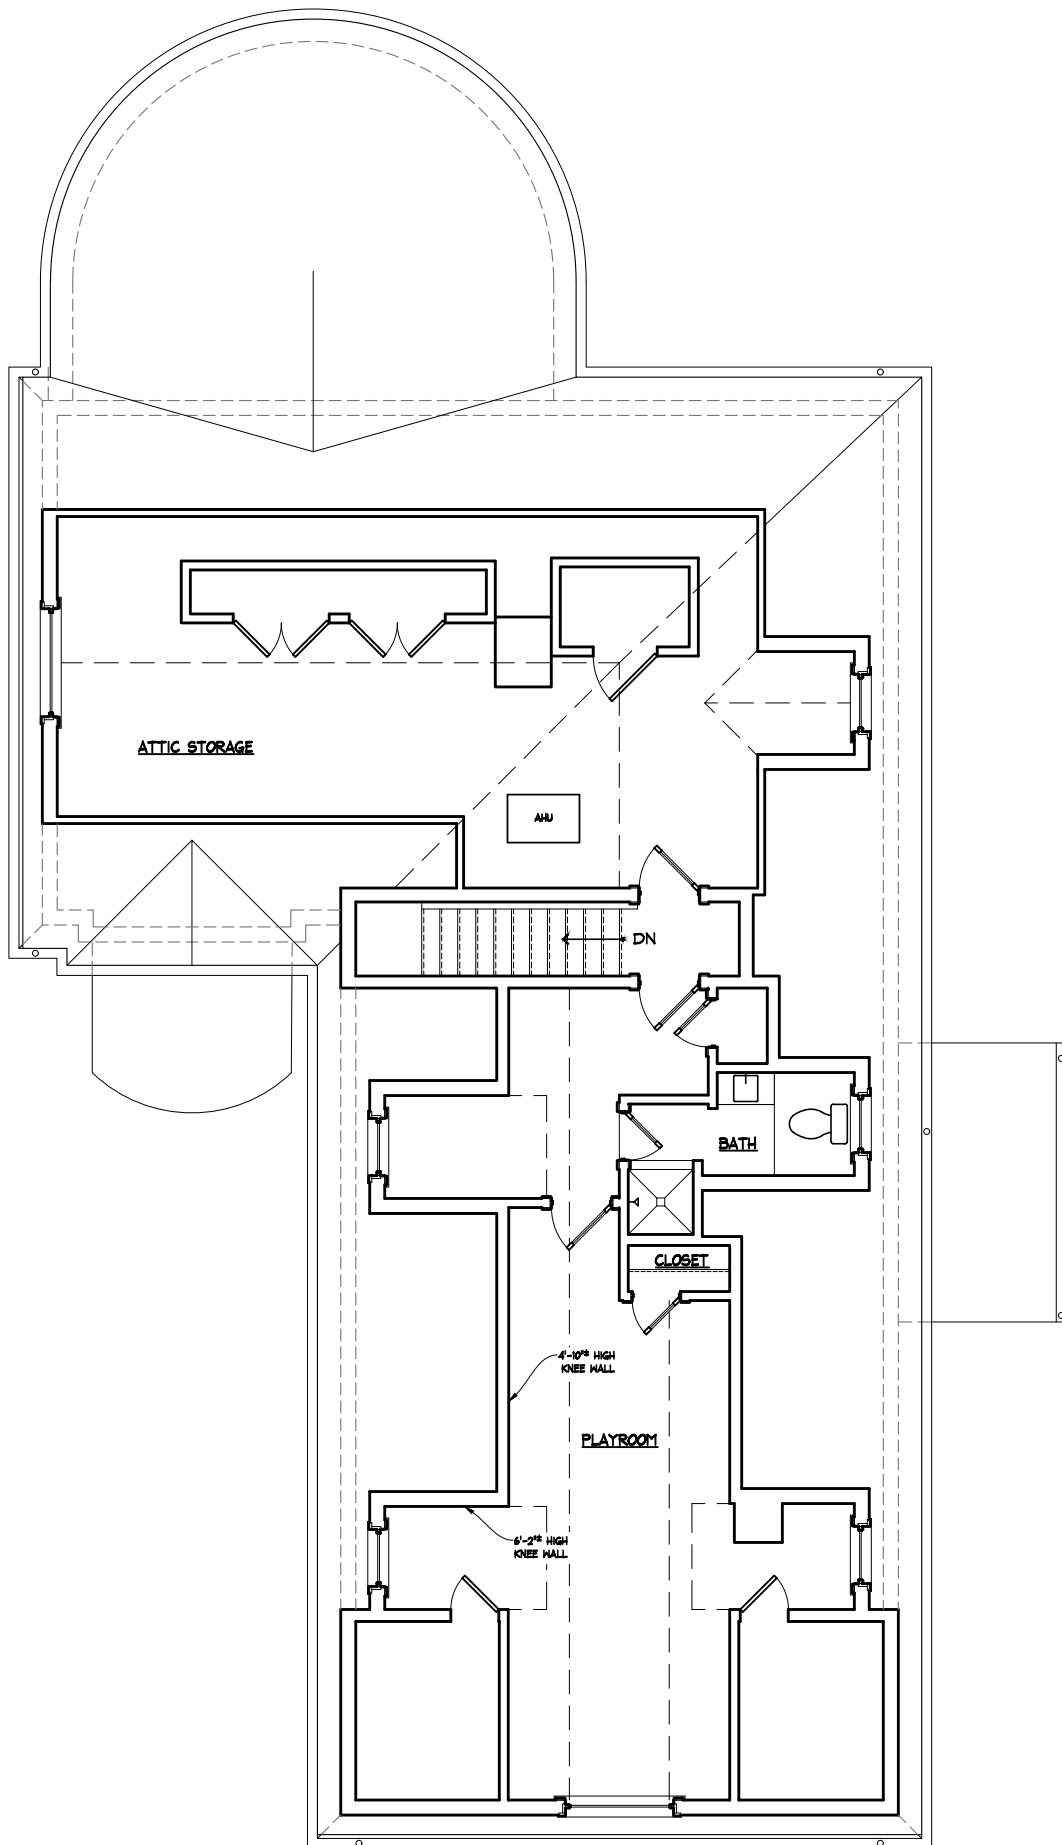 ATTIC STORAGE
AHU
DN
BATH
CLOSET
4'-10"± HIGH
KNEE WALL
PLAYROOM
6'-2"± HIGH
KNEE WALL